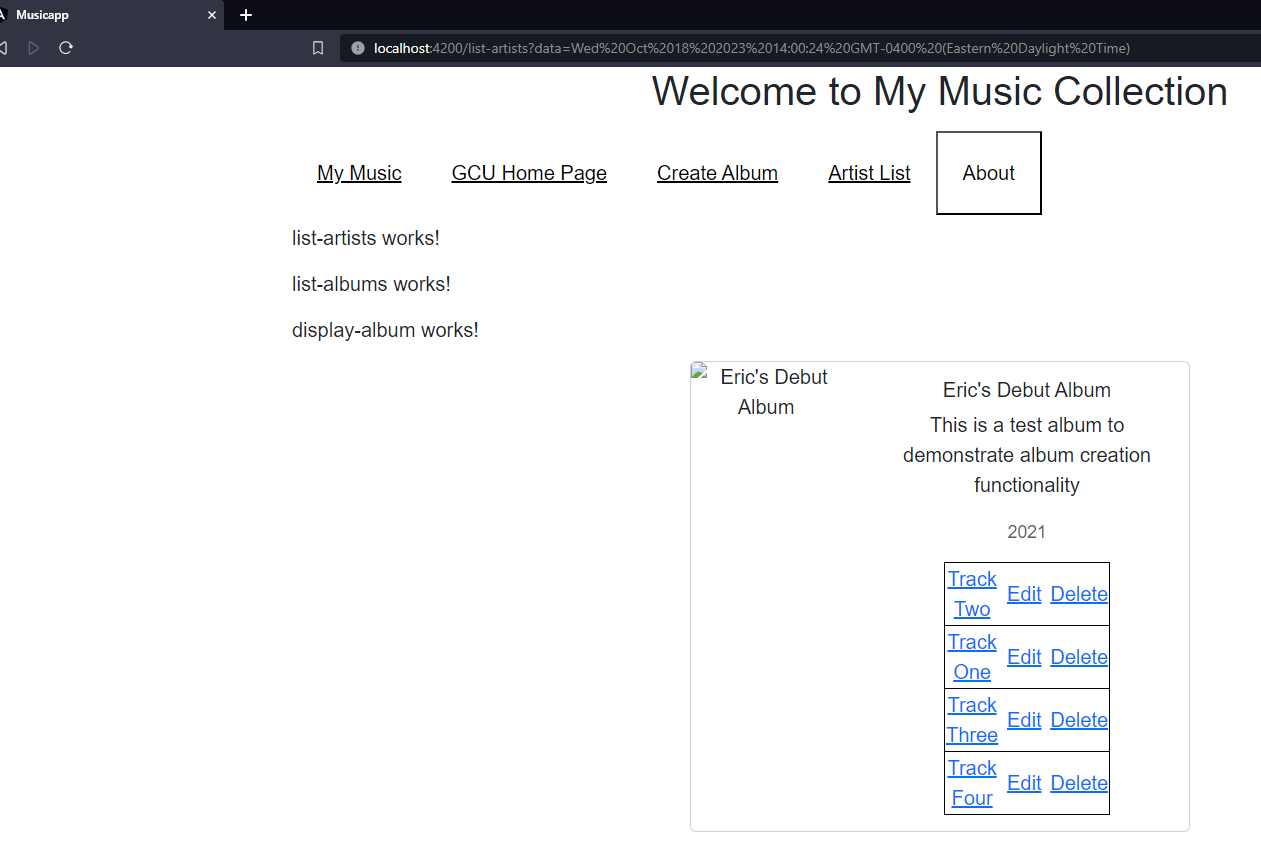 Musicapp
localhost:4200/list-artists?data=Wed%20Oct%2018%202023%2014:00:24%20GMT-0400%20(Eastern%20Daylight%20Time)
Welcome to My Music Collection
My Music GCU Home Page Create Album Artist List About
list-artists works!
list-albums works!
display-album works!
Eric's Debut
Album
Eric's Debut Album
This is a test album to
demonstrate album creation
functionality
2021
Track
Two
Edit Delete
Track
One
Edit Delete
Track
Three
Edit Delete
Track
Four
Edit Delete